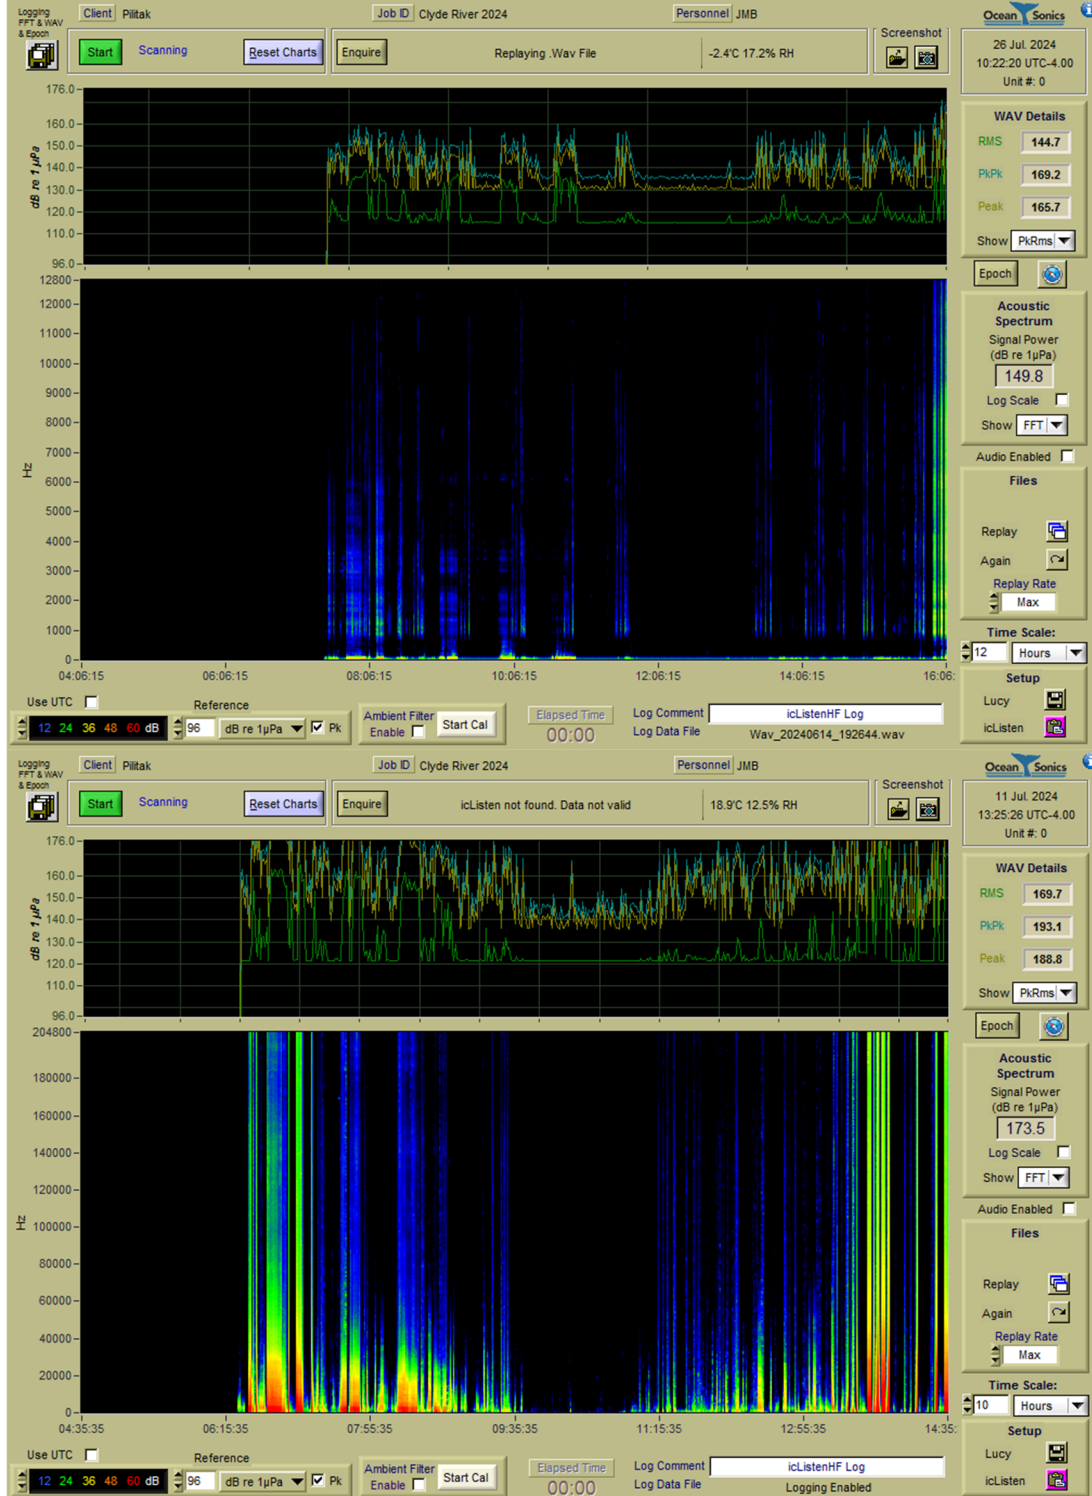 Logging
FFT & WAV
& Epoch
Client Pilitak Job ID Clyde River 2024 Personnel JMB
Ocean Sonics
Start Scanning Reset Charts Enquire Replaying .Wav File -2.4'C 17.2% RH
Screenshot
26 Jul. 2024
10:22:20 UTC-4.00
Unit #: 0
176.0
160.0
150.0
140.0
130.0
120.0
110.0
96.0
dB re 1 µPa
WAV Details
RMS 144.7
PkPk 169.2
Peak 165.7
Show PkRms
Epoch
12800
12000
11000
10000
9000
8000
7000
6000
5000
4000
3000
2000
1000
0
Hz
04:06:15 06:06:15 08:06:15 10:06:15 12:06:15 14:06:15 16:06:
Acoustic
Spectrum
Signal Power
(dB re 1µPa)
149.8
Log Scale
Show FFT
Audio Enabled
Files
Replay
Again
Replay Rate
Max
Time Scale:
12 Hours
Setup
Lucy
icListen
Use UTC
Reference
12 24 36 48 60 dB 96 dB re 1µPa Pk
Ambient Filter
Enable Start Cal
Elapsed Time
00:00
Log Comment icListenHF Log
Log Data File Wav_20240614_192644.wav
Logging
FFT & WAV
& Epoch
Client Pilitak Job ID Clyde River 2024 Personnel JMB
Ocean Sonics
Start Scanning Reset Charts Enquire icListen not found. Data not valid 18.9'C 12.5% RH
Screenshot
11 Jul. 2024
13:25:26 UTC-4.00
Unit #: 0
176.0
160.0
150.0
140.0
130.0
120.0
110.0
96.0
dB re 1 µPa
WAV Details
RMS 169.7
PkPk 193.1
Peak 188.8
Show PkRms
Epoch
204800
180000
160000
140000
120000
100000
80000
60000
40000
20000
0
Hz
04:35:35 06:15:35 07:55:35 09:35:35 11:15:35 12:55:35 14:35:
Acoustic
Spectrum
Signal Power
(dB re 1µPa)
173.5
Log Scale
Show FFT
Audio Enabled
Files
Replay
Again
Replay Rate
Max
Time Scale:
10 Hours
Setup
Lucy
icListen
Use UTC
Reference
12 24 36 48 60 dB 96 dB re 1µPa Pk
Ambient Filter
Enable Start Cal
Elapsed Time
00:00
Log Comment icListenHF Log
Log Data File Logging Enabled